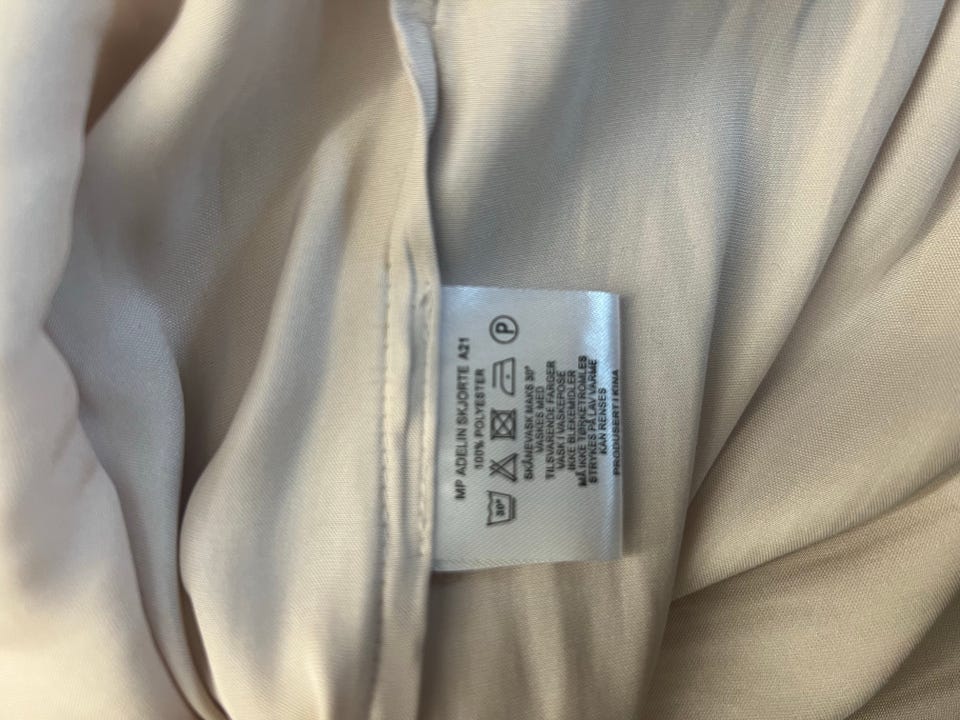 MP ADELIN SKJORTE A21
100% POLYESTER
30°
P
SKÅNEVASK MAKS 30°
VASKES MED
TILSVARENDE FARGER
VASK I VASKEPOSE
IKKE BLEKEMIDLER
MÅ IKKE TØRKETROMLES
STRYKES PÅ LAV VARME
KAN RENSES
PRODUSERT I KINA